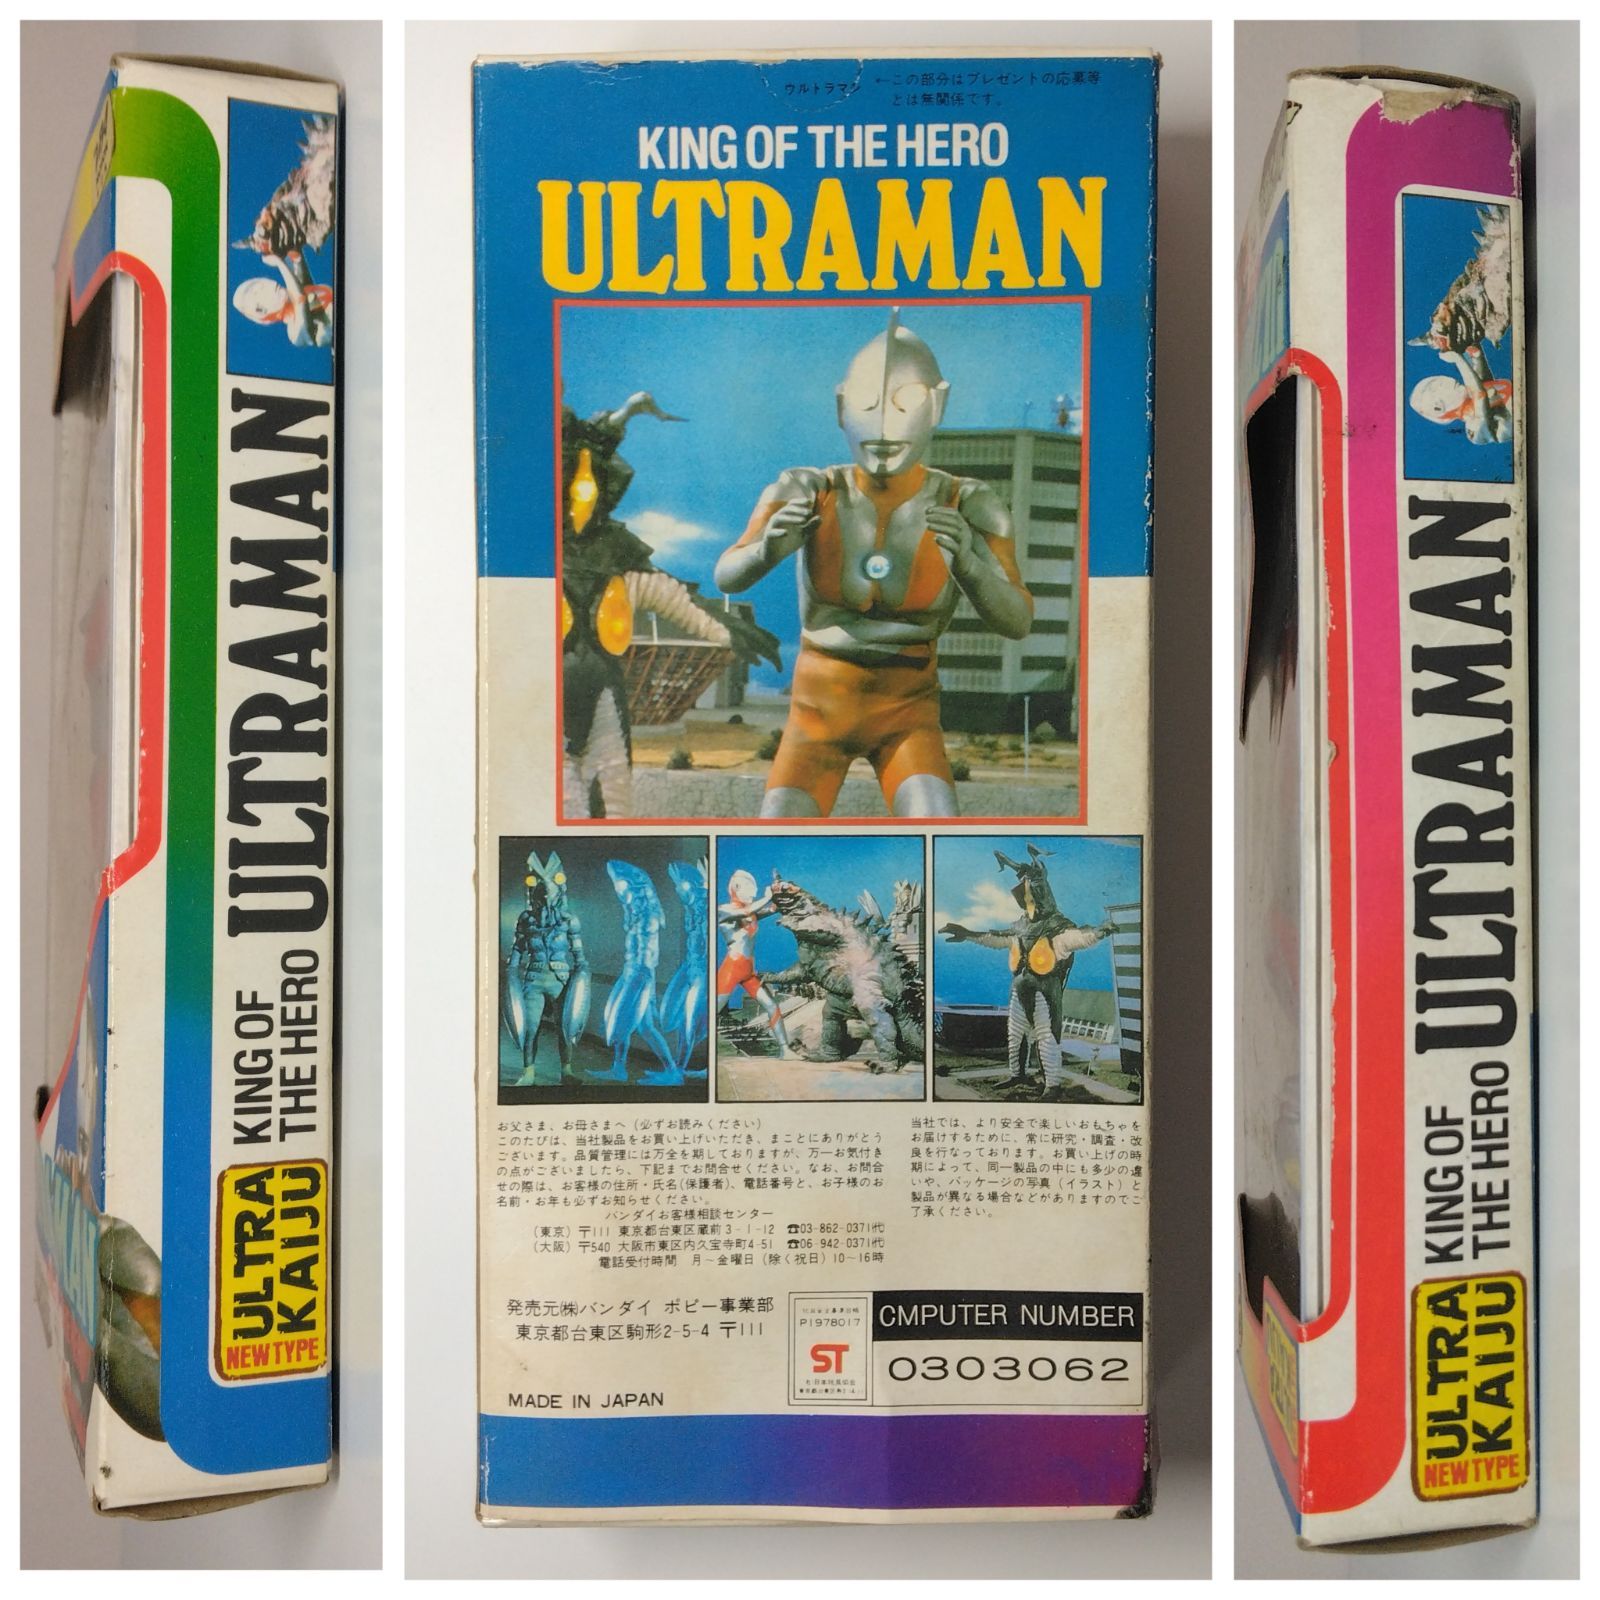 KING OF
THE HERO
ULTRAMAN
ULTRA
KAIJU
NEW TYPE
ウルトラマン
←この部分はプレゼントの応募等
とは無関係です。
KING OF THE HERO
ULTRAMAN
お父さま、お母さまへ(必ずお読みください)
このたびは、当社製品をお買い上げいただき、まことにありがとう
ございます。品質管理には万全を期しておりますが、万一お気付き
の点がございましたら、下記までお問合せください。なお、お問合
せの際は、お客様の住所・氏名(保護者)、電話番号と、お子様のお
名前・お年も必ずお知らせください。
バンダイお客様相談センター
(東京)〒111 東京都台東区蔵前3-1-12 ☎03-862-0371㈹
(大阪)〒540 大阪市東区内久宝寺町4-51 ☎06-942-0371㈹
電話受付時間 月~金曜日(除く祝日)10~16時
当社では、より安全で楽しいおもちゃを
お届けするために、常に研究・調査・改
良を行なっております。お買い上げの時
期によって、同一製品の中にも多少の違
いや、パッケージの写真(イラスト)と
製品が異なる場合などがありますのでご
了承ください。
発売元㈱バンダイ ポピー事業部
東京都台東区駒形2-5-4 〒111
MADE IN JAPAN
P1978017
ST
CMPUTER NUMBER
0303062
KING OF
THE HERO
ULTRAMAN
ULTRA
KAIJU
NEW TYPE